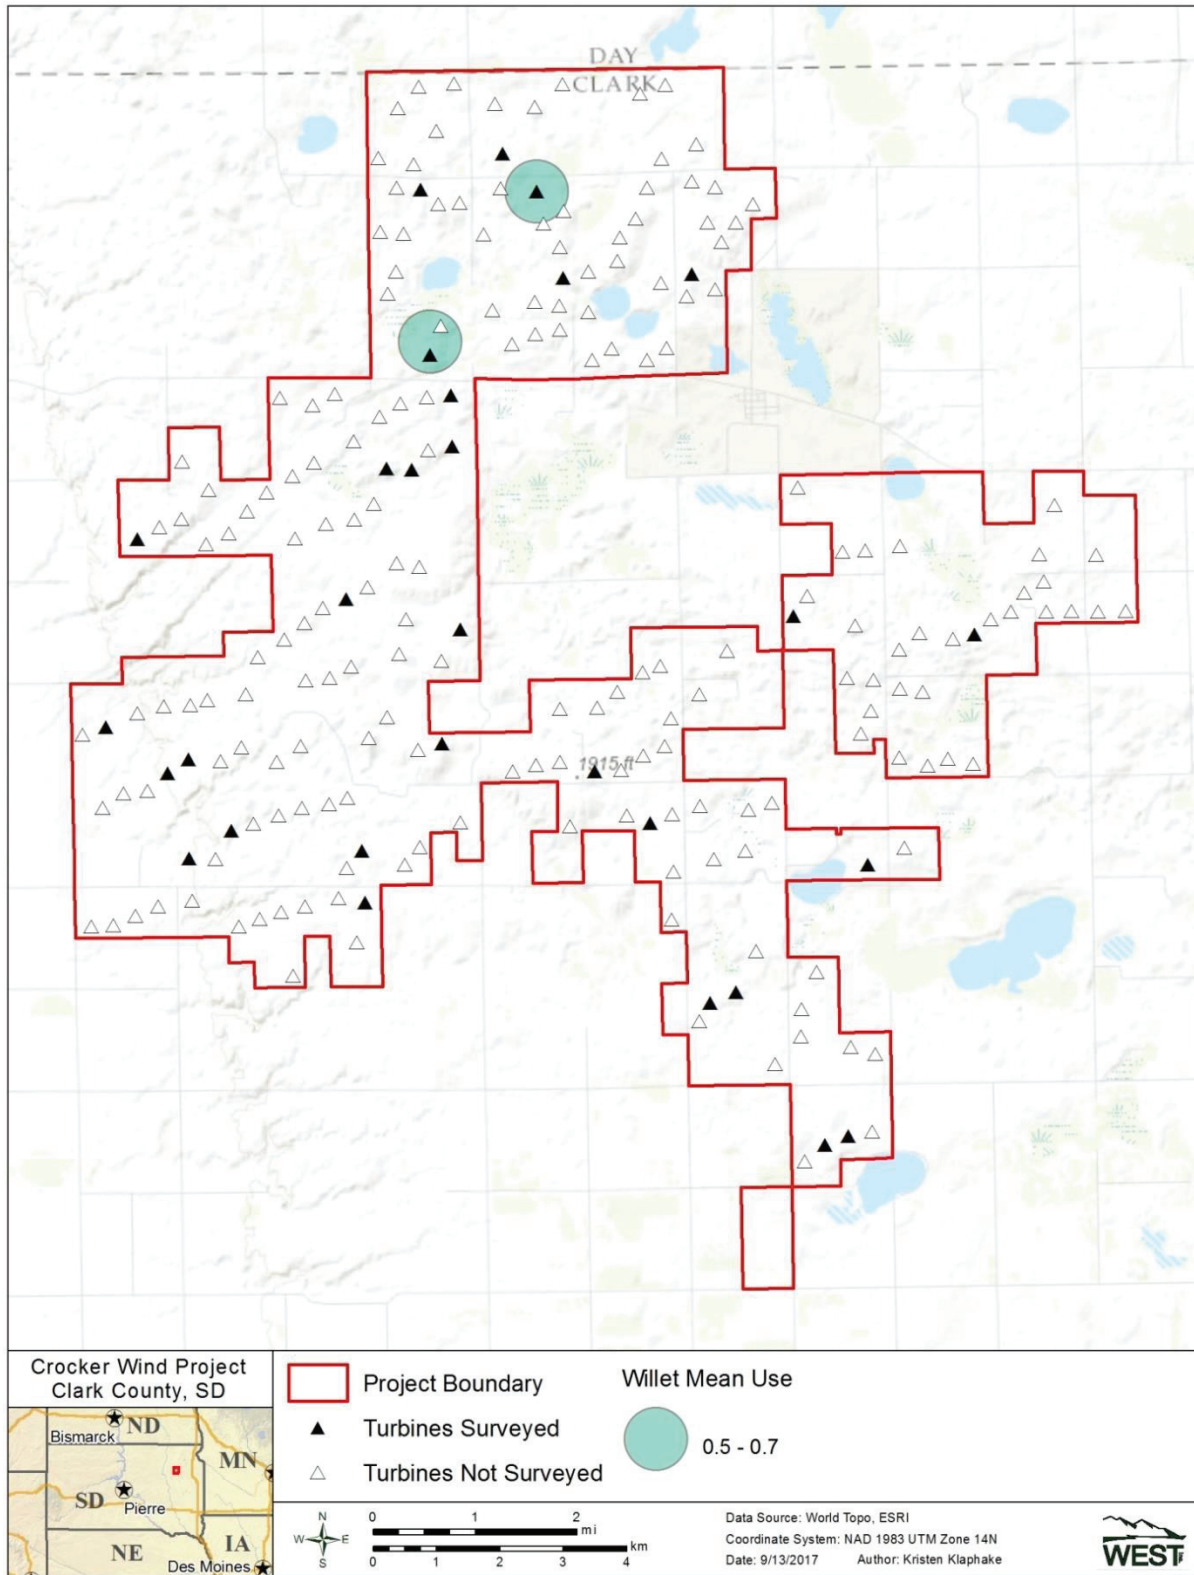 DAY
CLARK
1915 ft
Crocker Wind Project
Clark County, SD
Bismarck
ND
MN
SD
Pierre
NE
IA
Des Moines
Project Boundary
Turbines Surveyed
Turbines Not Surveyed
Willet Mean Use
0.5 - 0.7
N
W E
S
0 1 2
mi
0 1 2 3 4
km
Data Source: World Topo, ESRI
Coordinate System: NAD 1983 UTM Zone 14N
Date: 9/13/2017 Author: Kristen Klaphake
WEST